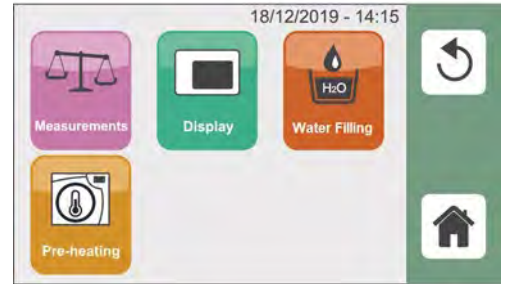 18/12/2019 - 14:15
H2O
Measurements
Display
Water Filling
Pre-heating